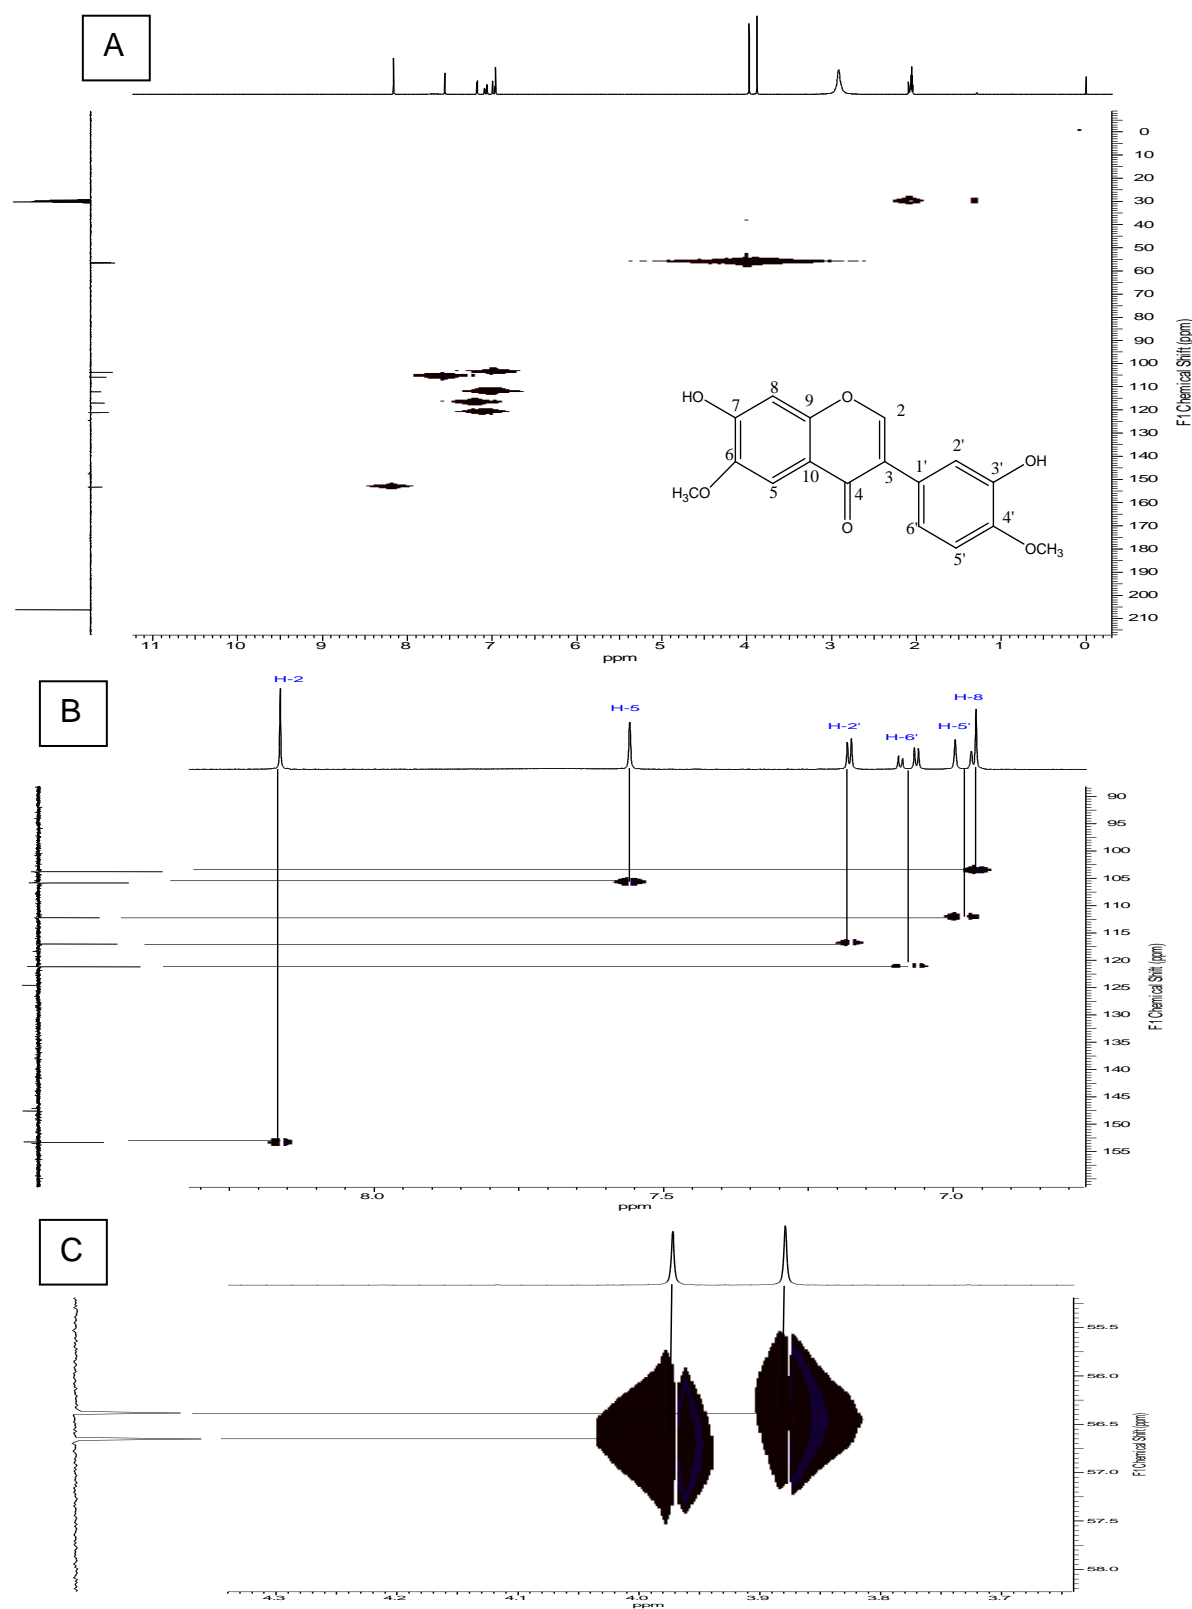 A
0
10
20
30
40
50
60
70
80
90
100
110
120
130
140
150
160
170
180
190
200
210
F1 Chemical Shift (ppm)
HO
7
8
9
O
2
6
5
10
4
3
O
H3CO
1'
2'
3'
OH
4'
OCH3
5'
6'
11 10 9 8 7 6 5 4 3 2 1 0
ppm
B
H-2
H-5
H-2'
H-6'
H-5'
H-8
90
95
100
105
110
115
120
125
130
135
140
145
150
155
F1 Chemical Shift (ppm)
8.0 7.5 7.0
ppm
C
55.5
56.0
56.5
57.0
57.5
58.0
F1 Chemical Shift (ppm)
4.3 4.2 4.1 4.0 3.9 3.8 3.7
ppm